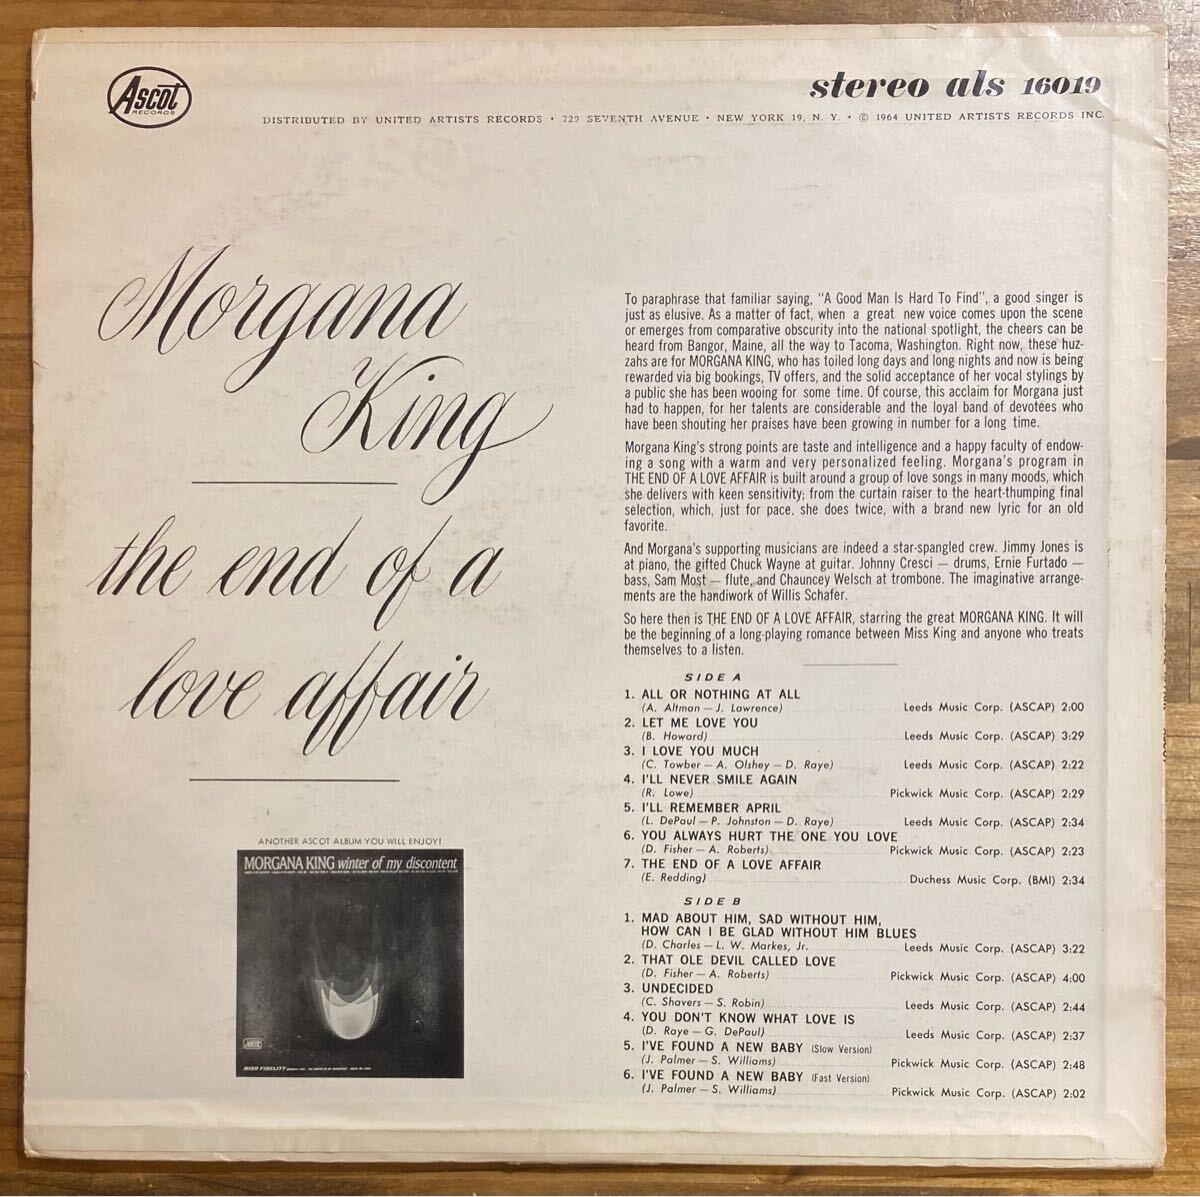 Ascot
RECORDS
stereo als 16019
DISTRIBUTED BY UNITED ARTISTS RECORDS • 729 SEVENTH AVENUE • NEW YORK 19, N. Y. • © 1964 UNITED ARTISTS RECORDS INC.
Morgana
King
the end of a
love affair
ANOTHER ASCOT ALBUM YOU WILL ENJOY!
MORGANA KING winter of my discontent
ASCOT
HIGH FIDELITY
To paraphrase that familiar saying, "A Good Man Is Hard To Find", a good singer is
just as elusive. As a matter of fact, when a great new voice comes upon the scene
or emerges from comparative obscurity into the national spotlight, the cheers can be
heard from Bangor, Maine, all the way to Tacoma, Washington. Right now, these huz-
zahs are for MORGANA KING, who has toiled long days and long nights and now is being
rewarded via big bookings, TV offers, and the solid acceptance of her vocal stylings by
a public she has been wooing for some time. Of course, this acclaim for Morgana just
had to happen, for her talents are considerable and the loyal band of devotees who
have been shouting her praises have been growing in number for a long time.
Morgana King's strong points are taste and intelligence and a happy faculty of endow-
ing a song with a warm and very personalized feeling. Morgana's program in
THE END OF A LOVE AFFAIR is built around a group of love songs in many moods, which
she delivers with keen sensitivity; from the curtain raiser to the heart-thumping final
selection, which, just for pace, she does twice, with a brand new lyric for an old
favorite.
And Morgana's supporting musicians are indeed a star-spangled crew. Jimmy Jones is
at piano, the gifted Chuck Wayne at guitar. Johnny Cresci — drums, Ernie Furtado —
bass, Sam Most — flute, and Chauncey Welsch at trombone. The imaginative arrange-
ments are the handiwork of Willis Schafer.
So here then is THE END OF A LOVE AFFAIR, starring the great MORGANA KING. It will
be the beginning of a long-playing romance between Miss King and anyone who treats
themselves to a listen.
SIDE A
1. ALL OR NOTHING AT ALL
(A. Altman — J. Lawrence) Leeds Music Corp. (ASCAP) 2:00
2. LET ME LOVE YOU
(B. Howard) Leeds Music Corp. (ASCAP) 3:29
3. I LOVE YOU MUCH
(C. Towber — A. Olshey — D. Raye) Leeds Music Corp. (ASCAP) 2:22
4. I'LL NEVER SMILE AGAIN
(R. Lowe) Pickwick Music Corp. (ASCAP) 2:29
5. I'LL REMEMBER APRIL
(L. DePaul — P. Johnston — D. Raye) Leeds Music Corp. (ASCAP) 2:34
6. YOU ALWAYS HURT THE ONE YOU LOVE
(D. Fisher — A. Roberts) Pickwick Music Corp. (ASCAP) 2:23
7. THE END OF A LOVE AFFAIR
(E. Redding) Duchess Music Corp. (BMI) 2:34
SIDE B
1. MAD ABOUT HIM, SAD WITHOUT HIM,
HOW CAN I BE GLAD WITHOUT HIM BLUES
(D. Charles — L. W. Markes, Jr. Leeds Music Corp. (ASCAP) 3:22
2. THAT OLE DEVIL CALLED LOVE
(D. Fisher — A. Roberts) Pickwick Music Corp. (ASCAP) 4:00
3. UNDECIDED
(C. Shavers — S. Robin) Leeds Music Corp. (ASCAP) 2:44
4. YOU DON'T KNOW WHAT LOVE IS
(D. Raye — G. DePaul) Leeds Music Corp. (ASCAP) 2:37
5. I'VE FOUND A NEW BABY (Slow Version)
(J. Palmer — S. Williams) Pickwick Music Corp. (ASCAP) 2:48
6. I'VE FOUND A NEW BABY (Fast Version)
(J. Palmer — S. Williams) Pickwick Music Corp. (ASCAP) 2:02